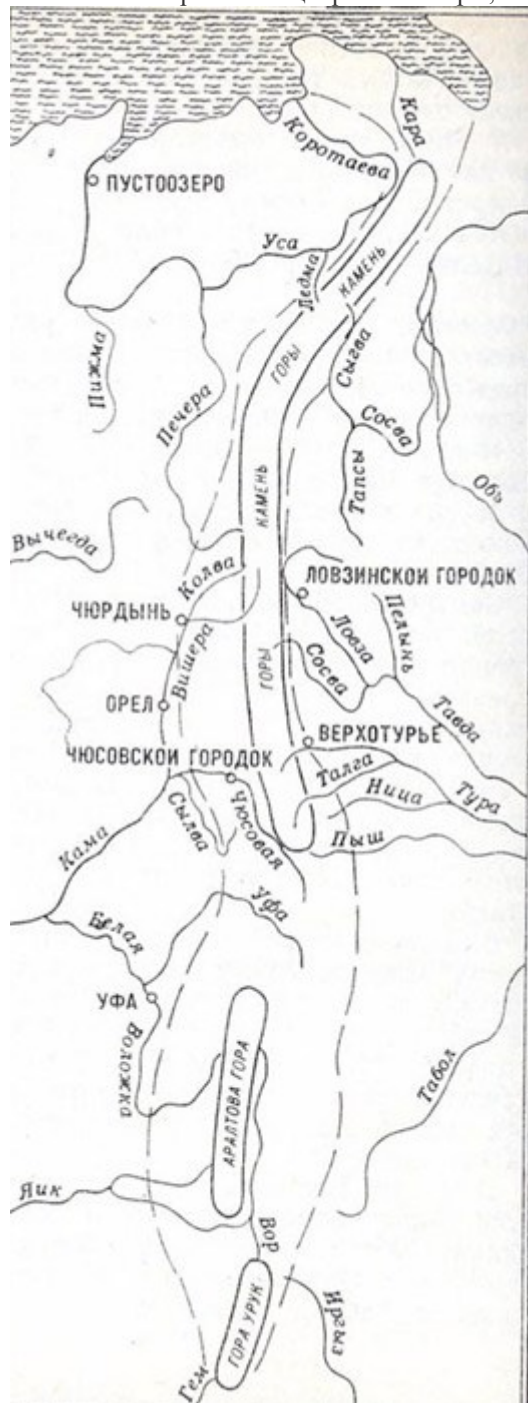 Кара
Коротаева
ПУСТООЗЕРО
Уса
Ледма
КАМЕНЬ
ГОРЫ
Сыгва
Пижма
Печера
Сосва
Тапсы
Обь
КАМЕНЬ
Вычегда
Колва
ЛОВЗИНСКОЙ ГОРОДОК
ЧЮРДЫНЬ
Вишера
Ловза
Пелынь
ГОРЫ
Сосва
ОРЕЛ
Тавда
ВЕРХОТУРЬЕ
ЧЮСОВСКОЙ ГОРОДОК
Талга
Ница
Тура
Сылва
Чюсовая
Пыш
Кама
Уфа
Белая
УФА
Воложка
АРАЛТОВА ГОРА
Табол
Яик
Вор
ГОРА УРУК
Иргыз
Гем